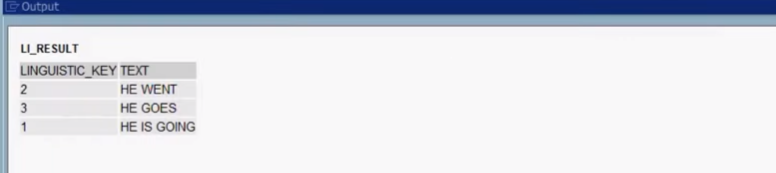 Output
LI_RESULT
LINGUISTIC_KEY TEXT
2 HE WENT
3 HE GOES
1 HE IS GOING